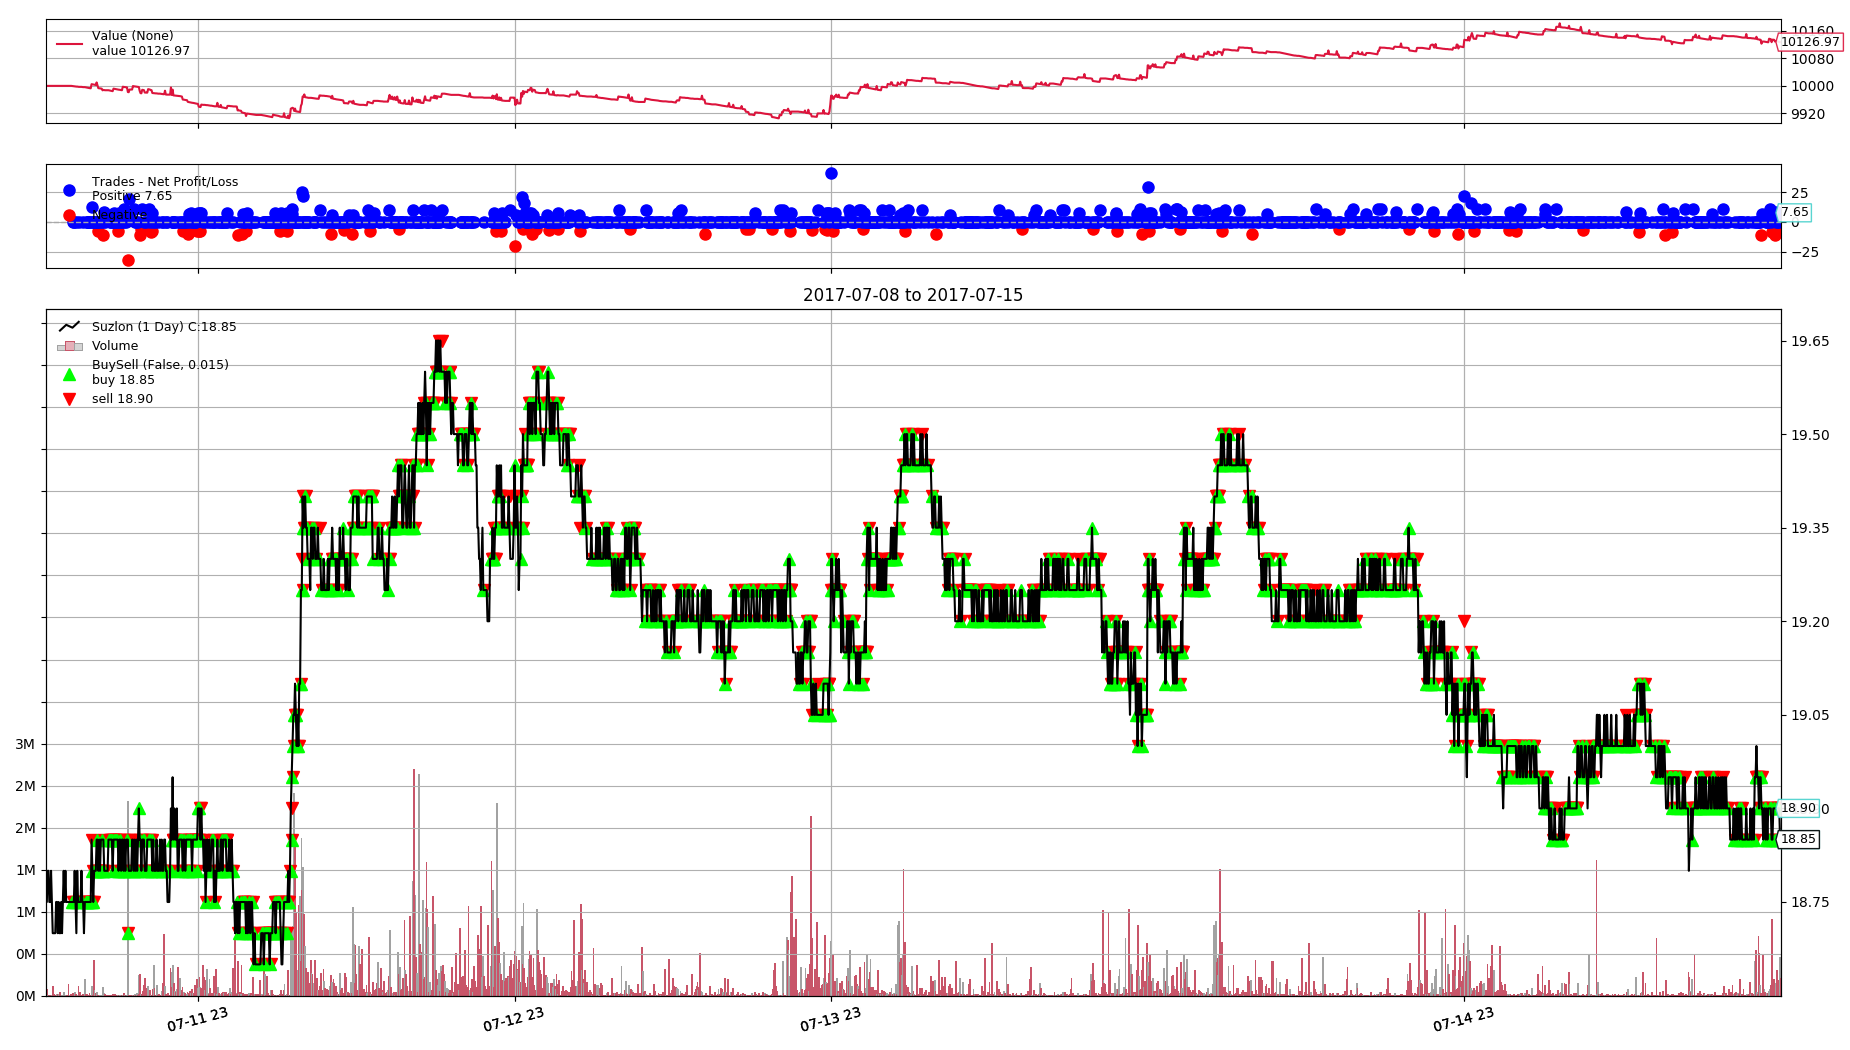 Value (None)
value 10126.97
10160
10126.97
10080
10000
9920
Trades - Net Profit/Loss
Positive 7.65
Negative
25
7.65
0
−25
2017-07-08 to 2017-07-15
Suzlon (1 Day) C:18.85
Volume
BuySell (False, 0.015)
buy 18.85
sell 18.90
19.65
19.50
19.35
19.20
19.05
18.90
0
18.85
18.75
3M
2M
2M
1M
1M
0M
0M
07-11 23
07-12 23
07-13 23
07-14 23